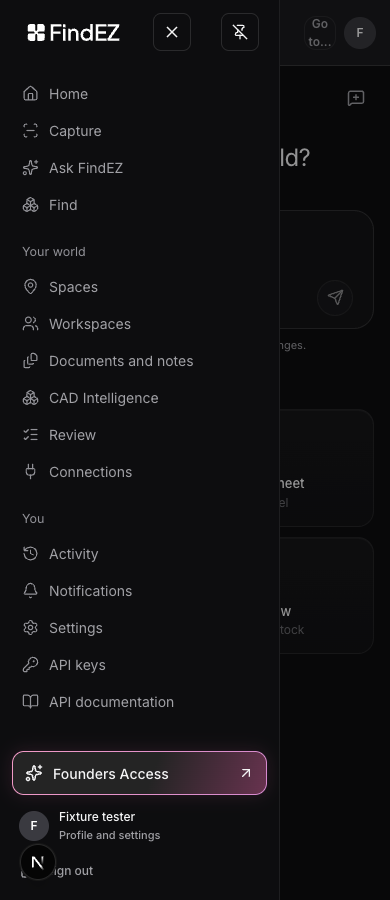 FindEZ
Go
to...
F
Home
Capture
Ask FindEZ
Find
Your world
Spaces
Workspaces
Documents and notes
CAD Intelligence
Review
Connections
You
Activity
Notifications
Settings
API keys
API documentation
Founders Access
F
Fixture tester
Profile and settings
N
out
ld?
nges.
heet
el
w
tock